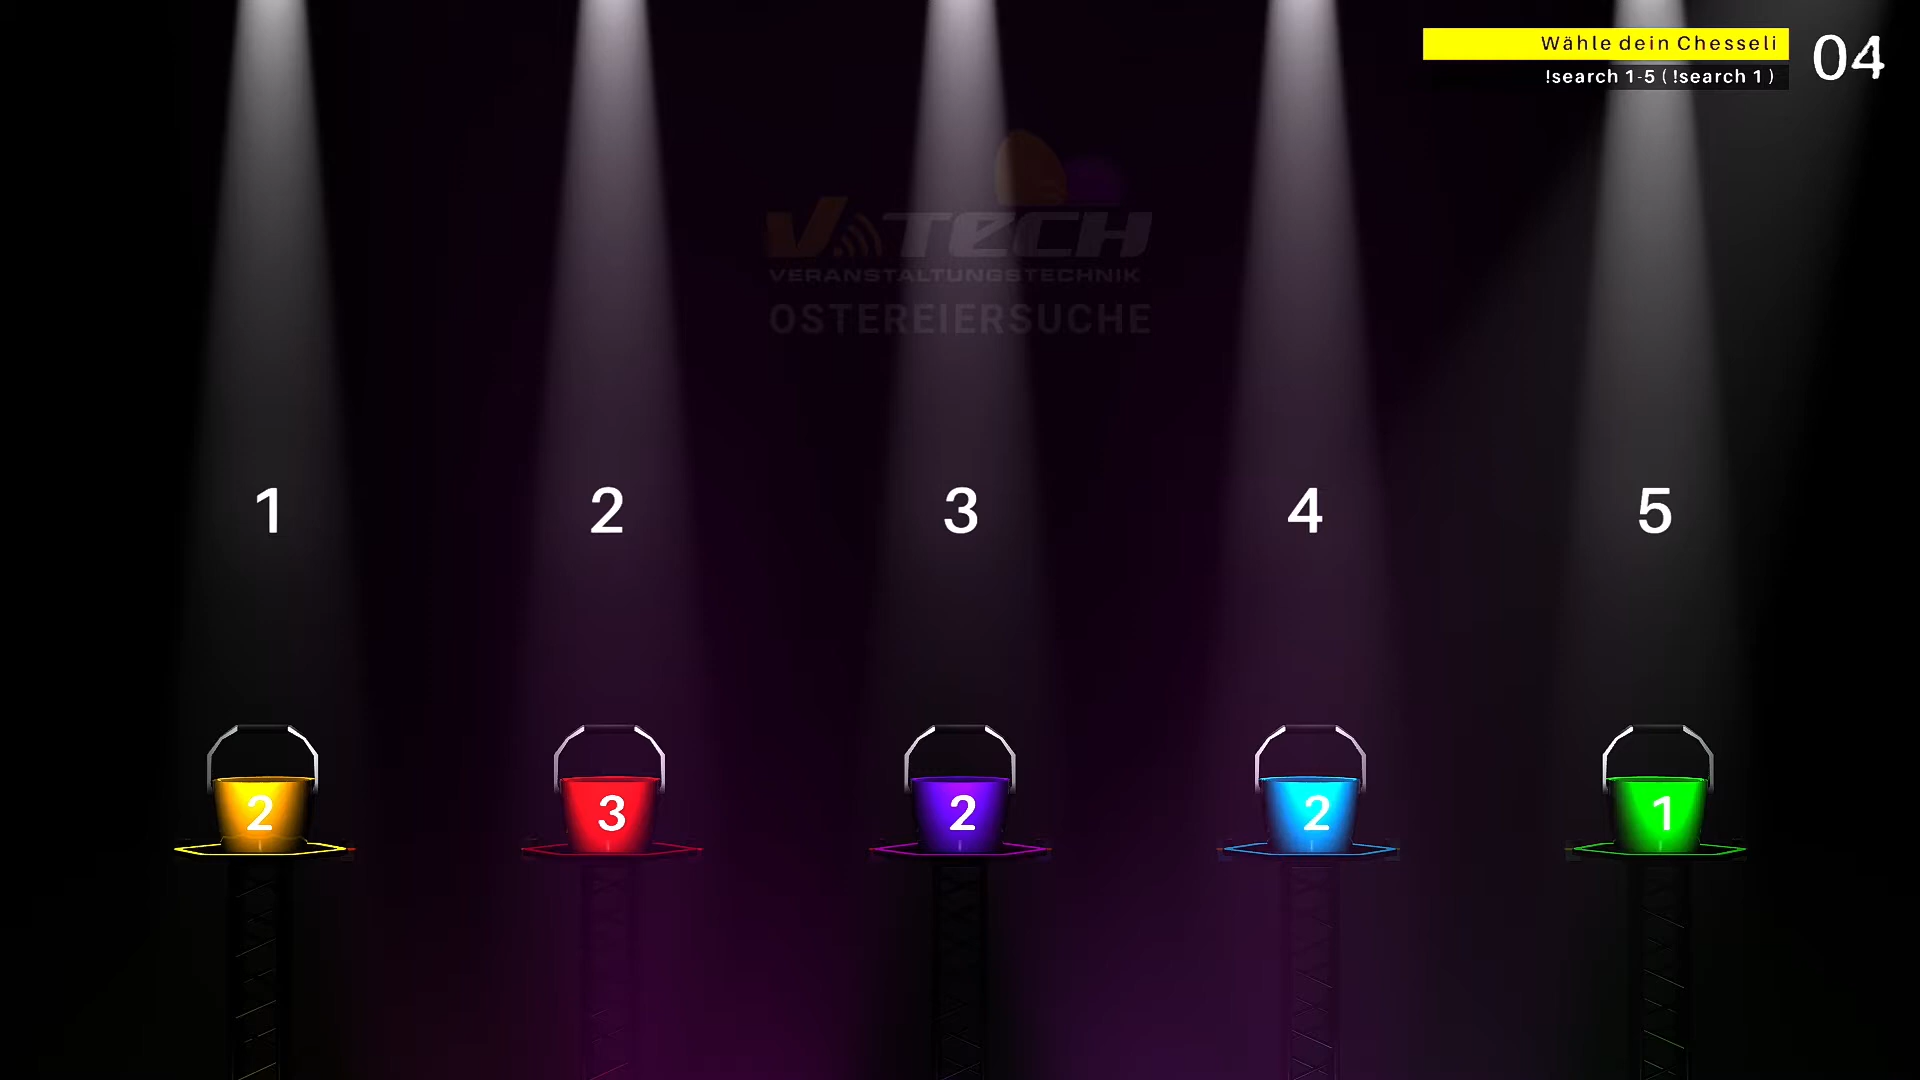 Wähle dein Chesseli
!search 1-5 ( !search 1 )
04
V TECH
VERANSTALTUNGSTECHNIK
OSTEREIERSUCHE
1 2 3 4 5
2 3 2 2 1